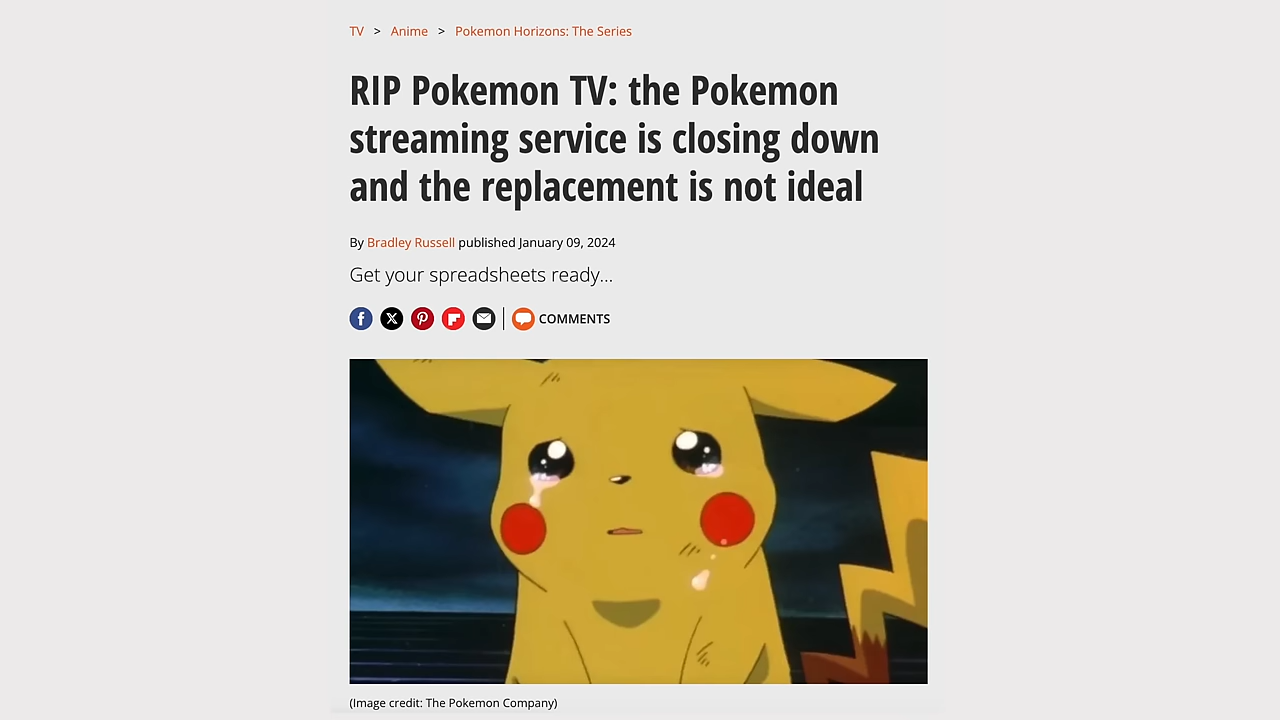 TV > Anime > Pokemon Horizons: The Series
RIP Pokemon TV: the Pokemon
streaming service is closing down
and the replacement is not ideal
By Bradley Russell published January 09, 2024
Get your spreadsheets ready...
COMMENTS
(Image credit: The Pokemon Company)